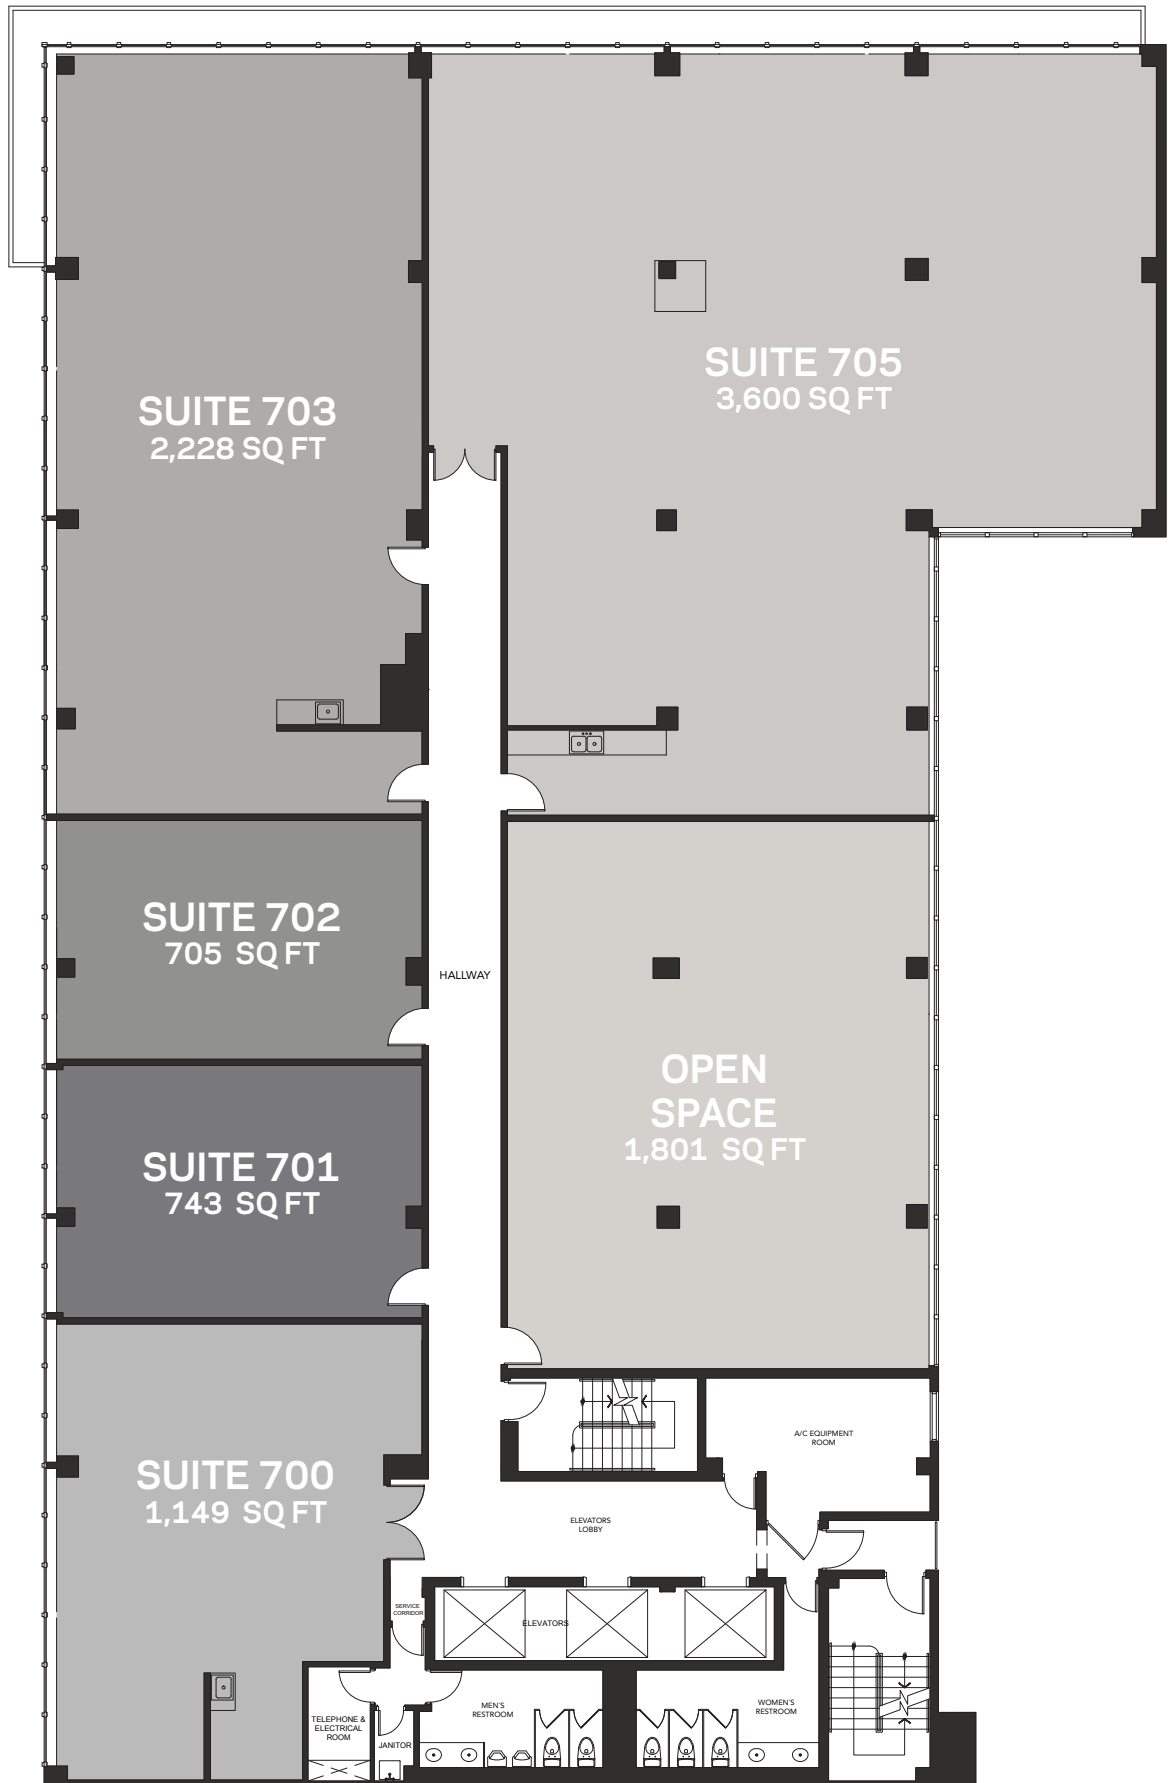 SUITE 705
3,600 SQ FT
SUITE 703
2,228 SQ FT
SUITE 702
705 SQ FT
HALLWAY
OPEN
SPACE
1,801 SQ FT
SUITE 701
743 SQ FT
A/C EQUIPMENT
ROOM
SUITE 700
1,149 SQ FT
ELEVATORS
LOBBY
SERVICE
CORRIDOR
ELEVATORS
MEN'S
RESTROOM
WOMEN'S
RESTROOM
TELEPHONE &
ELECTRICAL
ROOM
JANITOR